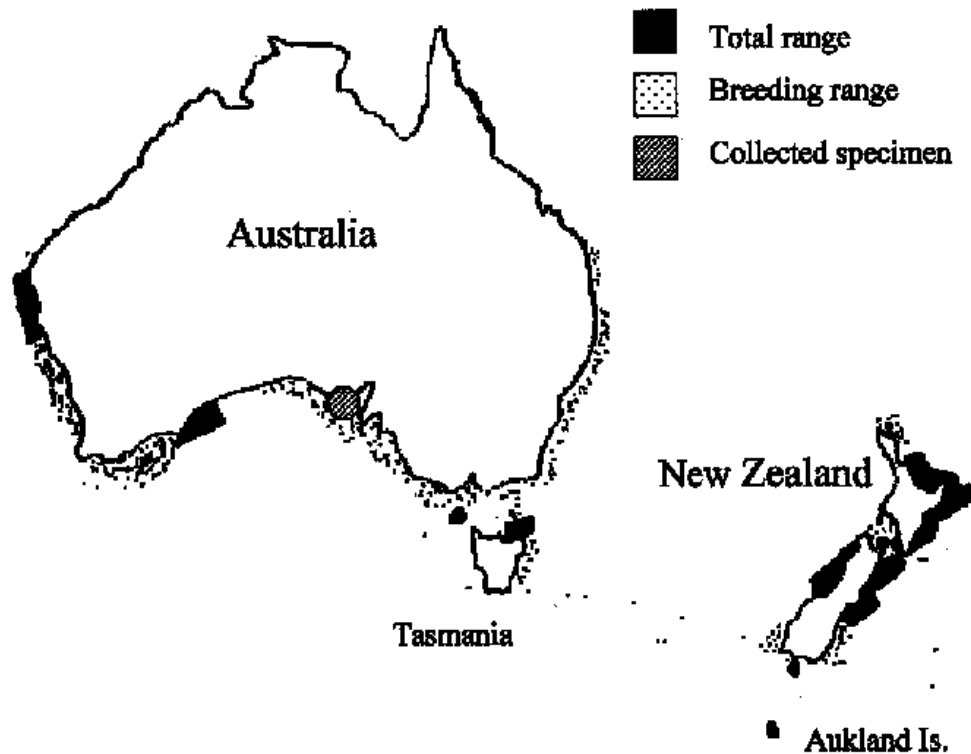 Total range
Breeding range
Collected specimen
Australia
New Zealand
Tasmania
Aukland Is.